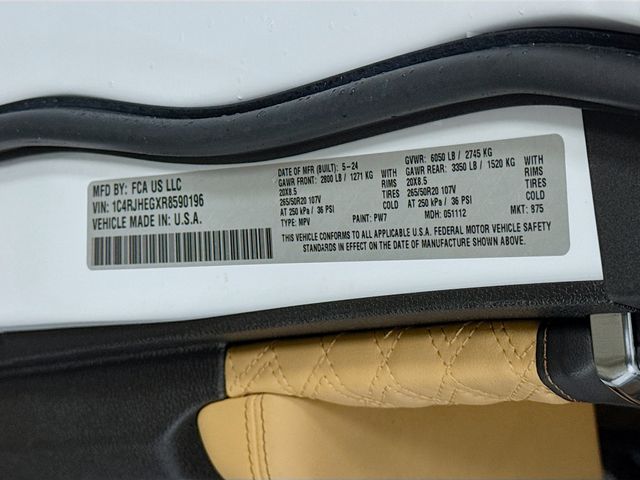 MFD BY: FCA US LLC
VIN: 1C4RJHEGXR8590196
VEHICLE MADE IN U.S.A.
DATE OF MFR (BUILT): 5-24
GAWR FRONT: 2800 LB / 1271 KG WITH
20X8.5 RIMS
265/50R20 107V TIRES
AT 250 kPa / 36 PSI COLD
TYPE: MPV PAINT: PW7
GVWR: 6050 LB / 2745 KG
GAWR REAR: 3350 LB / 1520 KG WITH
20X8.5 RIMS
265/50R20 107V TIRES
AT 250 kPa / 36 PSI COLD
MDH: 051112 MKT: 975
THIS VEHICLE CONFORMS TO ALL APPLICABLE U.S.A. FEDERAL MOTOR VEHICLE SAFETY
STANDARDS IN EFFECT ON THE DATE OF MANUFACTURE SHOWN ABOVE.